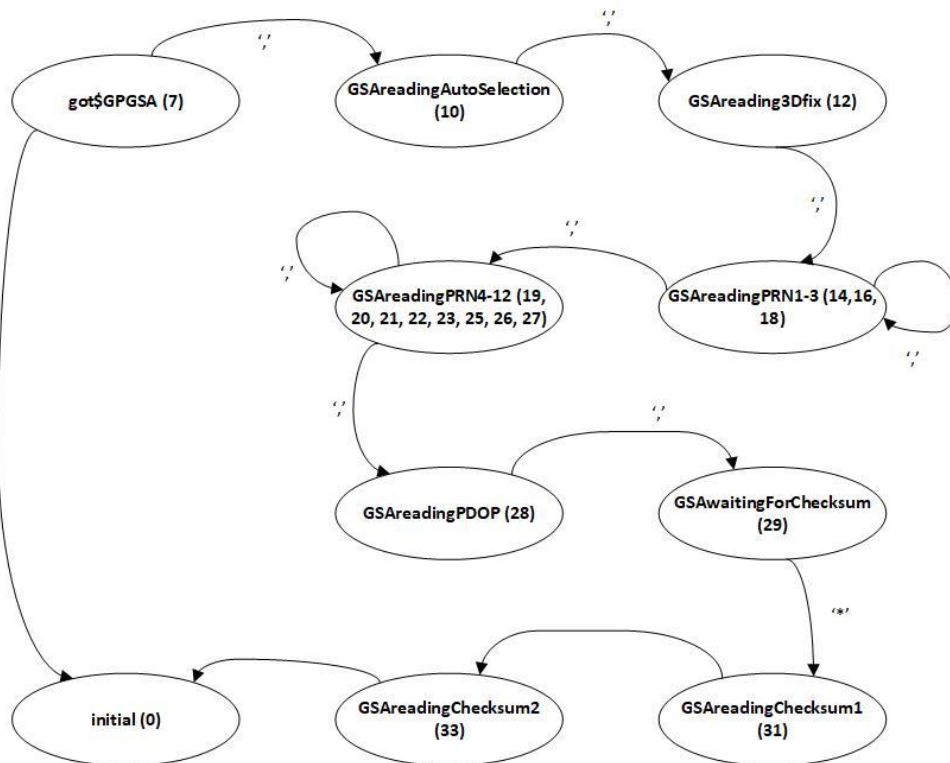 ‘,’
‘,’
got$GPGSA (7)
GSAreadingAutoSelection
(10)
GSAreading3Dfix (12)
‘,’
‘,’
‘,’
GSAreadingPRN4-12 (19,
20, 21, 22, 23, 25, 26, 27)
GSAreadingPRN1-3 (14,16,
18)
‘,’
‘,’
‘,’
GSAreadingPDOP (28)
GSAwaitingForChecksum
(29)
‘*’
initial (0)
GSAreadingChecksum2
(33)
GSAreadingChecksum1
(31)